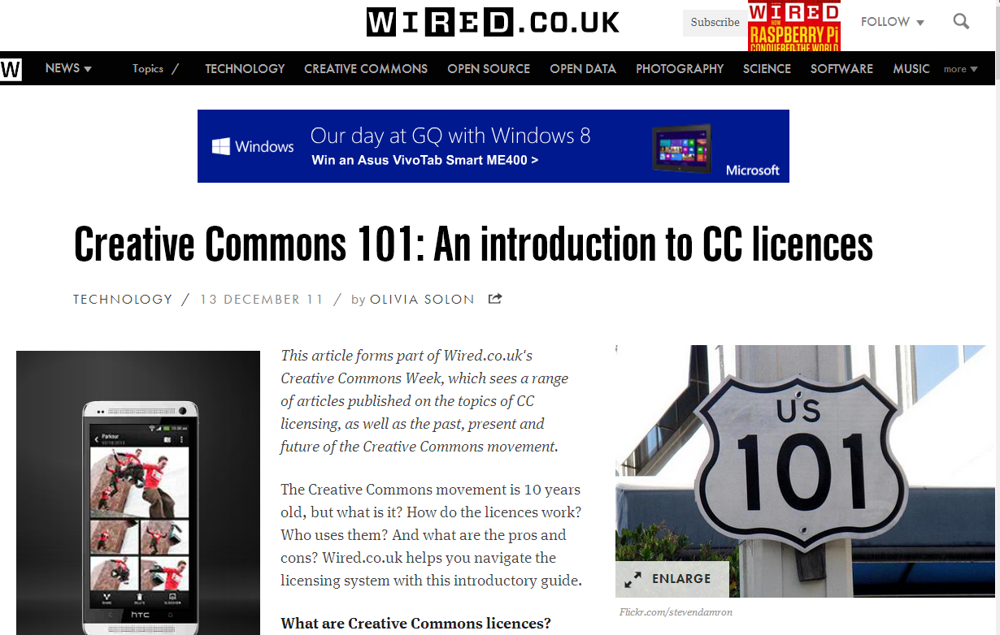 WIRED.CO.UK
Subscribe
WIRED
HOW
RASPBERRY Pi
CONQUERED THE WORLD
FOLLOW
W
NEWS
Topics /
TECHNOLOGY
CREATIVE COMMONS
OPEN SOURCE
OPEN DATA
PHOTOGRAPHY
SCIENCE
SOFTWARE
MUSIC
more
Windows
Our day at GQ with Windows 8
Win an Asus VivoTab Smart ME400 >
Microsoft
Creative Commons 101: An introduction to CC licences
TECHNOLOGY / 13 DECEMBER 11 / by OLIVIA SOLON
Parkour
htc
This article forms part of Wired.co.uk's
Creative Commons Week, which sees a range
of articles published on the topics of CC
licensing, as well as the past, present and
future of the Creative Commons movement.
The Creative Commons movement is 10 years
old, but what is it? How do the licences work?
Who uses them? And what are the pros and
cons? Wired.co.uk helps you navigate the
licensing system with this introductory guide.
What are Creative Commons licences?
US
101
ENLARGE
Flickr.com/stevendamron